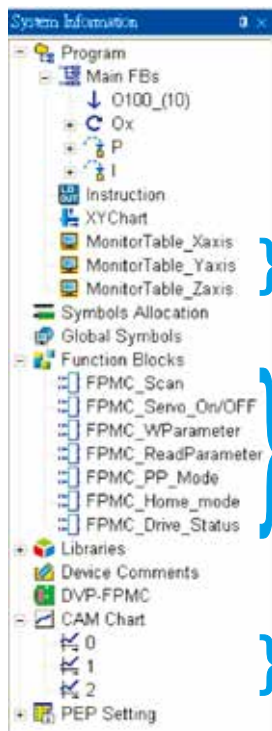 System Information
Program
Main FBs
O100_(10)
Ox
P
I
LD
OUT
Instruction
XYChart
MonitorTable_Xaxis
MonitorTable_Yaxis
MonitorTable_Zaxis
Symbols Allocation
Global Symbols
Function Blocks
FPMC_Scan
FPMC_Servo_On/OFF
FPMC_WParameter
FPMC_ReadParameter
FPMC_PP_Mode
FPMC_Home_mode
FPMC_Drive_Status
Libraries
Device Comments
DVP-FPMC
CAM Chart
0
1
2
PEP Setting